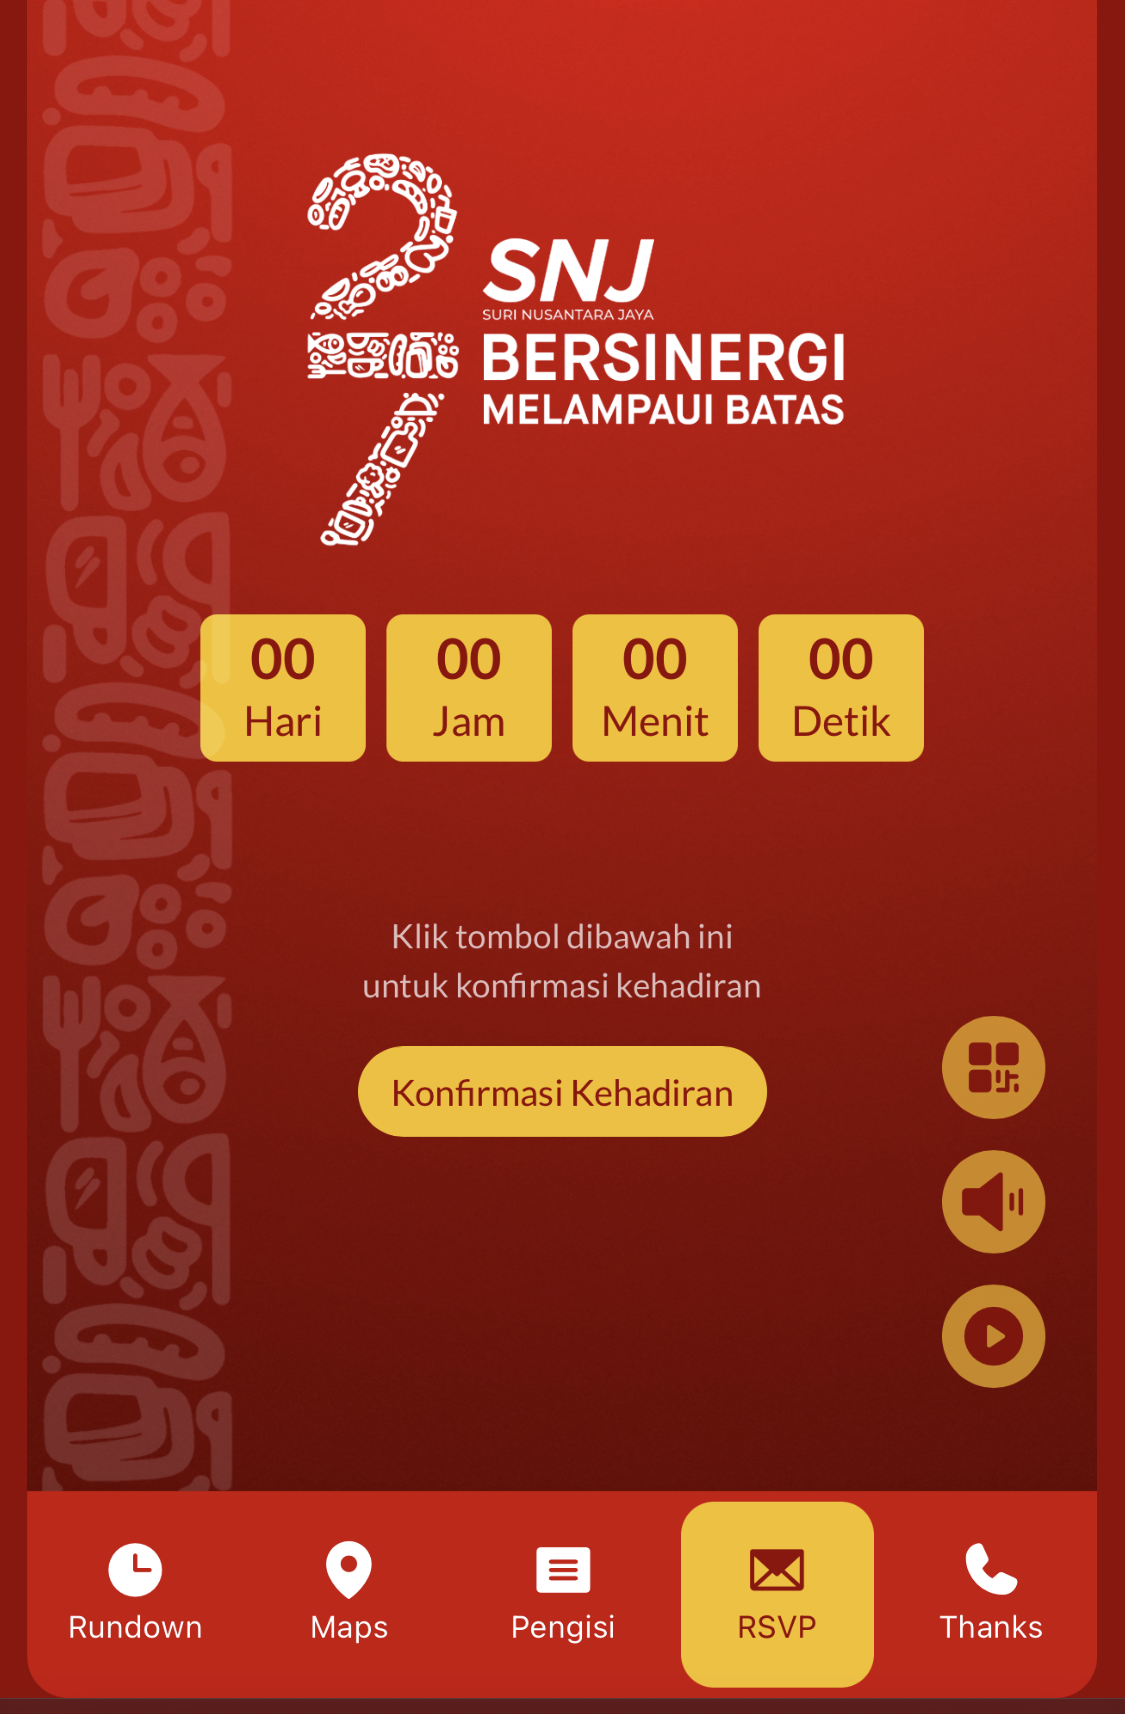 27
SNJ
SURI NUSANTARA JAYA
BERSINERGI
MELAMPAUI BATAS
00 00 00 00
Hari Jam Menit Detik
Klik tombol dibawah ini
untuk konfirmasi kehadiran
Konfirmasi Kehadiran
Rundown Maps Pengisi RSVP Thanks